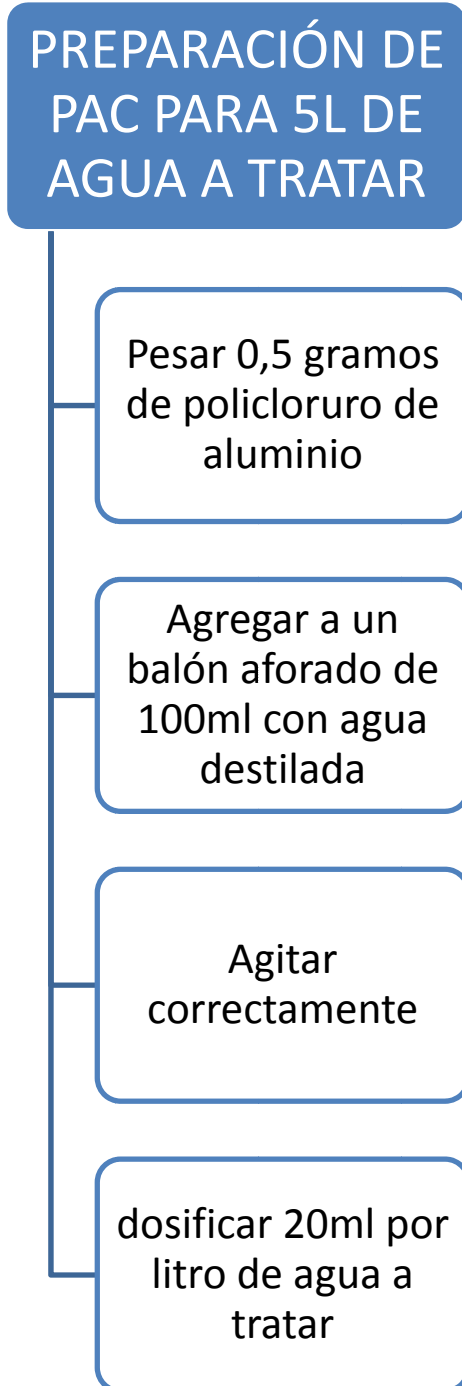 PREPARACIÓN DE
PAC PARA 5L DE
AGUA A TRATAR
Pesar 0,5 gramos
de policloruro de
aluminio
Agregar a un
balón aforado de
100ml con agua
destilada
Agitar
correctamente
dosificar 20ml por
litro de agua a
tratar